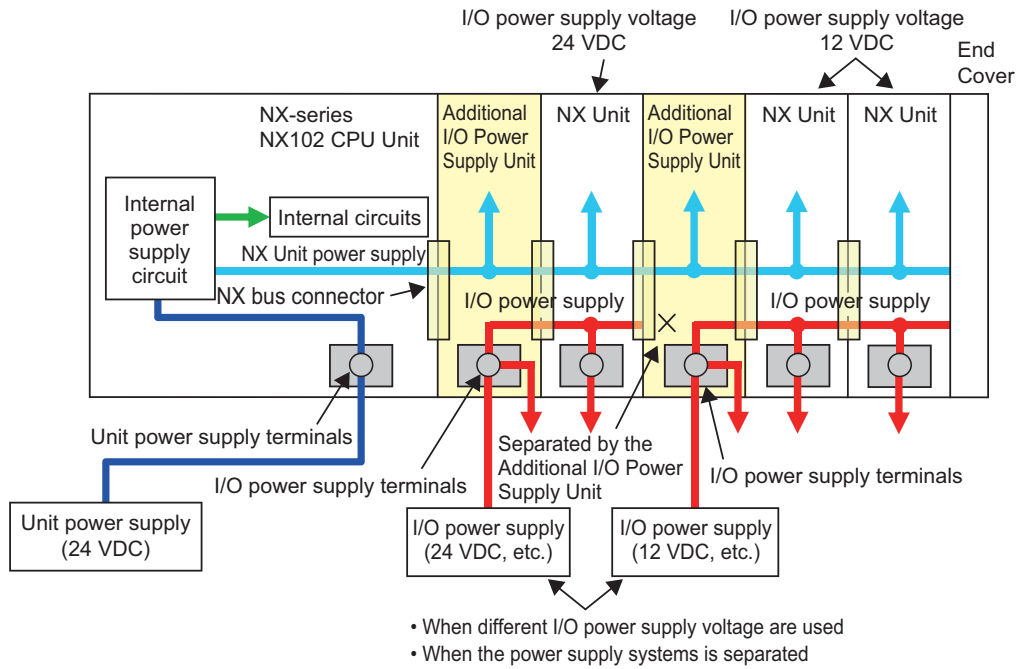 I/O power supply voltage
24 VDC
I/O power supply voltage
12 VDC
End
Cover
NX-series
NX102 CPU Unit
Additional
I/O Power
Supply Unit
NX Unit
Additional
I/O Power
Supply Unit
NX Unit
NX Unit
Internal
power
supply
circuit
Internal circuits
NX Unit power supply
NX bus connector
I/O power supply
I/O power supply
Unit power supply terminals
I/O power supply terminals
Separated by the
Additional I/O Power
Supply Unit
I/O power supply terminals
Unit power supply
(24 VDC)
I/O power supply
(24 VDC, etc.)
I/O power supply
(12 VDC, etc.)
• When different I/O power supply voltage are used
• When the power supply systems is separated